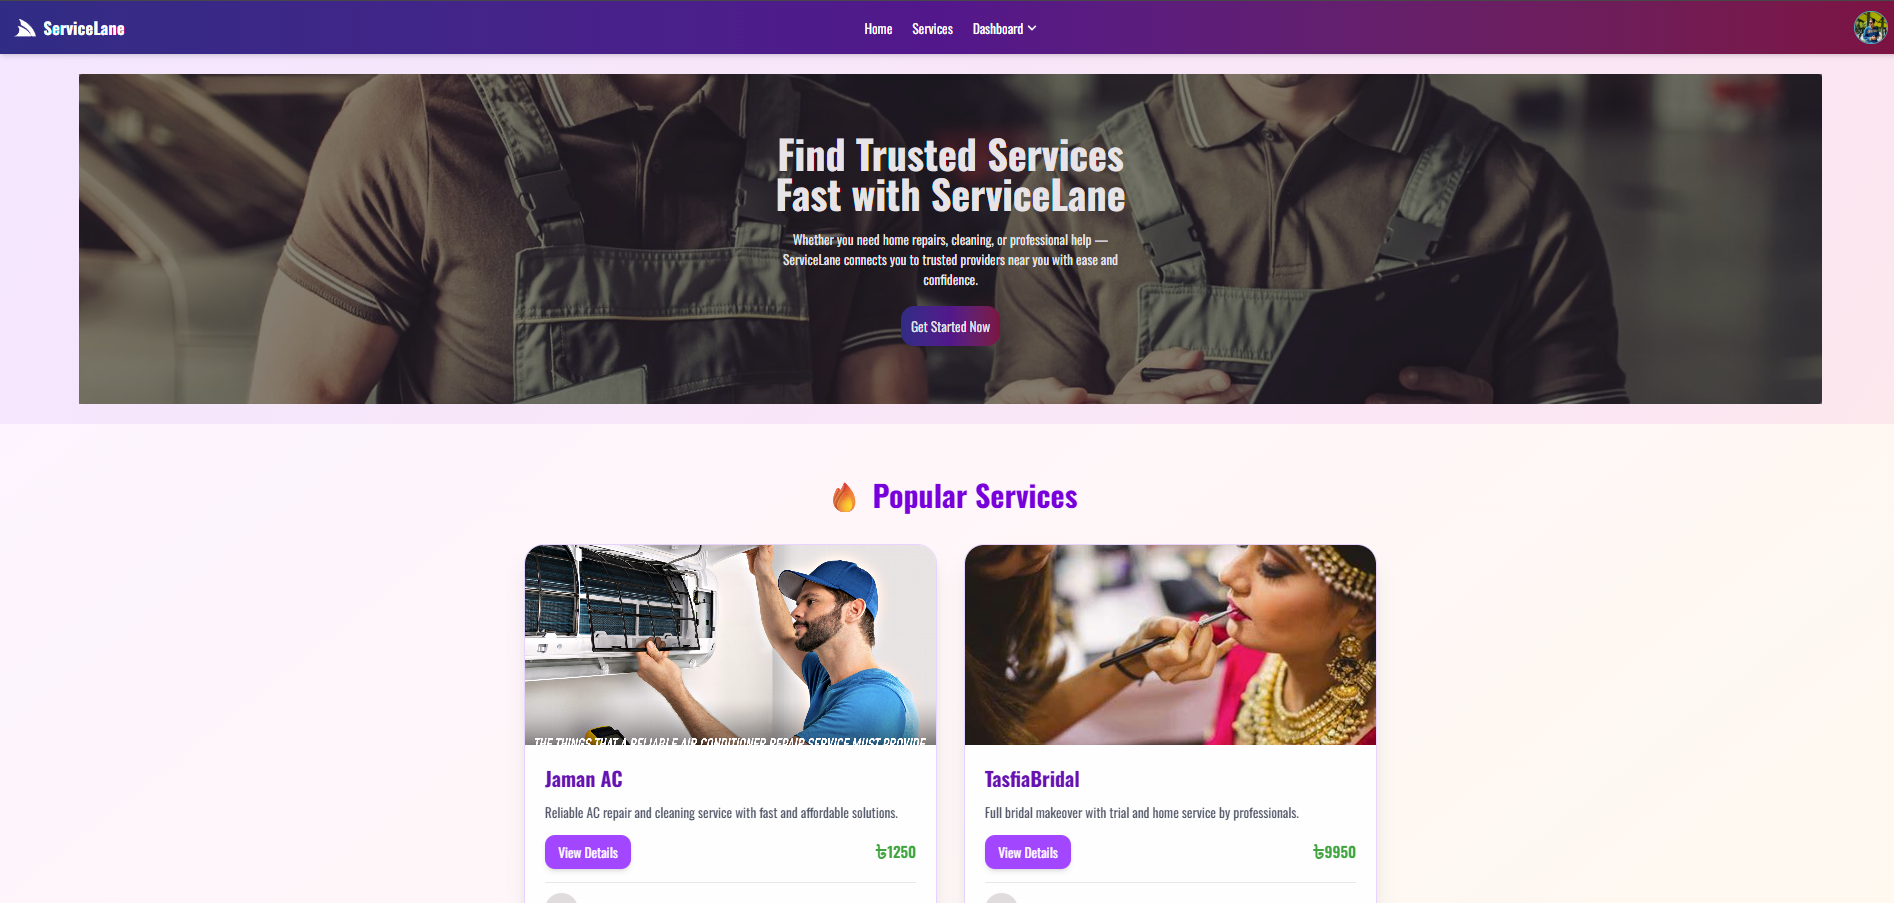 ServiceLane
Home Services Dashboard
Find Trusted Services
Fast with ServiceLane
Whether you need home repairs, cleaning, or professional help —
ServiceLane connects you to trusted providers near you with ease and
confidence.
Get Started Now
Popular Services
THE THINGS THAT A RELIABLE AIR CONDITIONER REPAIR SERVICE MUST PROVIDE
Jaman AC
Reliable AC repair and cleaning service with fast and affordable solutions.
View Details
৳1250
TasfiaBridal
Full bridal makeover with trial and home service by professionals.
View Details
৳9950